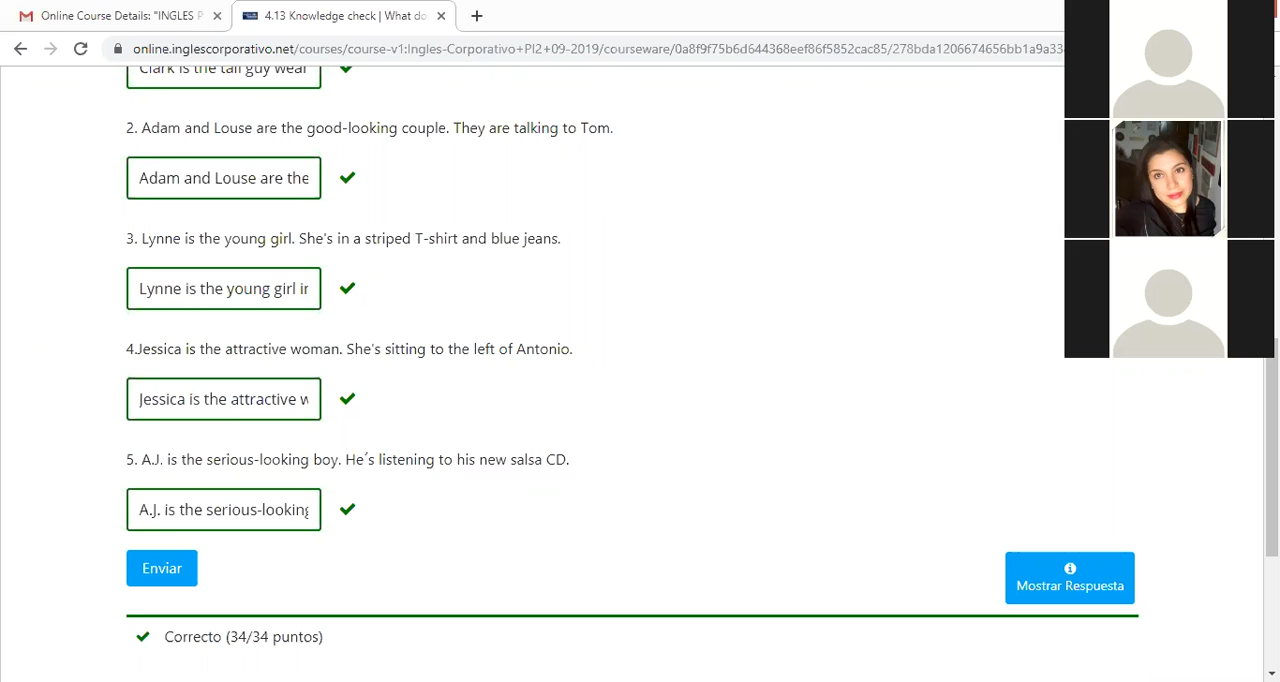 Online Course Details: "INGLES P
4.13 Knowledge check | What do
online.inglescorporativo.net/courses/course-v1:Ingles-Corporativo+PI2+09-2019/courseware/0a8f9f75b6d644368eef86f5852cac85/278bda1206674656bb1a9a33
Clark is the tall guy wear
2. Adam and Louse are the good-looking couple. They are talking to Tom.
Adam and Louse are the
3. Lynne is the young girl. She's in a striped T-shirt and blue jeans.
Lynne is the young girl in
4.Jessica is the attractive woman. She's sitting to the left of Antonio.
Jessica is the attractive w
5. A.J. is the serious-looking boy. He´s listening to his new salsa CD.
A.J. is the serious-looking
Enviar
Mostrar Respuesta
Correcto (34/34 puntos)